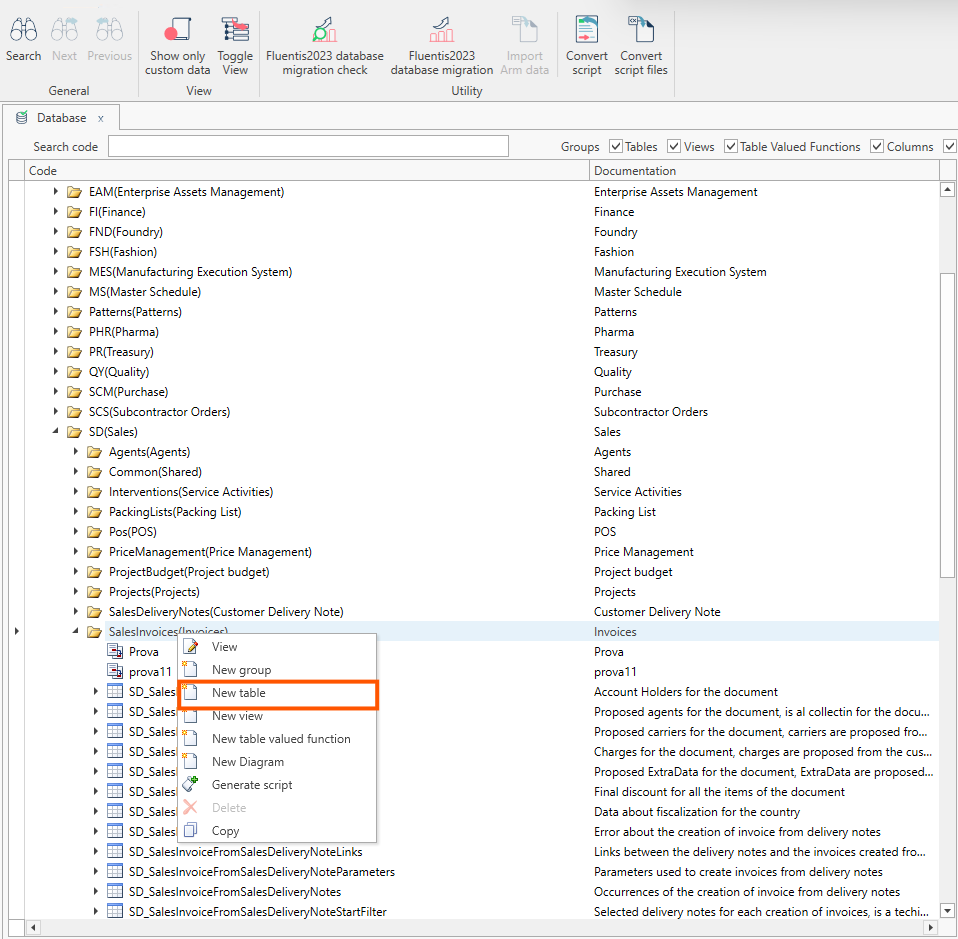 Search Next Previous Show only Toggle Fluentis2023 database Fluentis2023 Import Convert Convert
custom data View migration check database migration Arm data script script files
General View Utility
Database x
Search code Groups Tables Views Table Valued Functions Columns
Code Documentation
EAM(Enterprise Assets Management) Enterprise Assets Management
FI(Finance) Finance
FND(Foundry) Foundry
FSH(Fashion) Fashion
MES(Manufacturing Execution System) Manufacturing Execution System
MS(Master Schedule) Master Schedule
Patterns(Patterns) Patterns
PHR(Pharma) Pharma
PR(Treasury) Treasury
QY(Quality) Quality
SCM(Purchase) Purchase
SCS(Subcontractor Orders) Subcontractor Orders
SD(Sales) Sales
Agents(Agents) Agents
Common(Shared) Shared
Interventions(Service Activities) Service Activities
PackingLists(Packing List) Packing List
Pos(POS) POS
PriceManagement(Price Management) Price Management
ProjectBudget(Project budget) Project budget
Projects(Projects) Projects
SalesDeliveryNotes(Customer Delivery Note) Customer Delivery Note
SalesInvoices(Invoices) Invoices
Prova View Prova
prova11 New group prova11
SD_Sales New table Account Holders for the document
SD_Sales New view Proposed agents for the document, is al collectin for the docu...
SD_Sales New table valued function Proposed carriers for the document, carriers are proposed fro...
SD_Sales New Diagram Charges for the document, charges are proposed from the cus...
SD_Sales Generate script Proposed ExtraData for the document, ExtraData are proposed...
SD_Sales Final discount for all the items of the document
SD_Sales Delete Data about fiscalization for the country
SD_Sales Copy Error about the creation of invoice from delivery notes
SD_SalesInvoiceFromSalesDeliveryNoteLinks Links between the delivery notes and the invoices created fro...
SD_SalesInvoiceFromSalesDeliveryNoteParameters Parameters used to create invoices from delivery notes
SD_SalesInvoiceFromSalesDeliveryNotes Occurrences of the creation of invoice from delivery notes
SD_SalesInvoiceFromSalesDeliveryNoteStartFilter Selected delivery notes for each creation of invoices, is a techi...